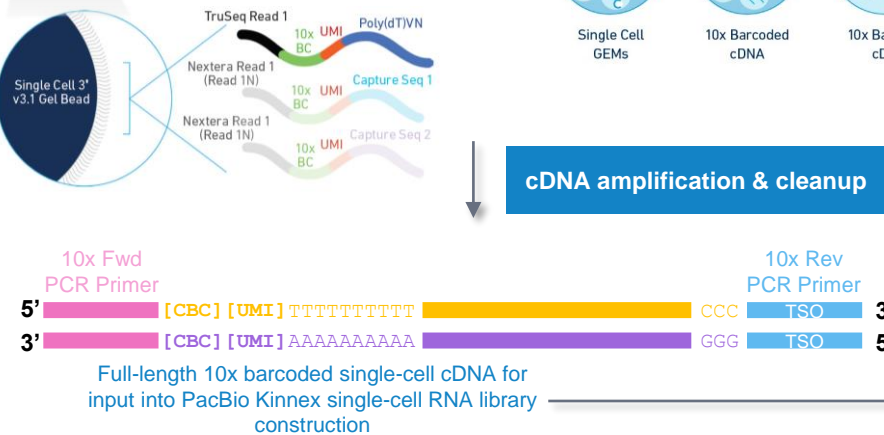 TruSeq Read 1
10x BC
UMI
Poly(dT)VN
Nextera Read 1
(Read 1N)
10x BC
UMI
Capture Seq 1
Nextera Read 1
(Read 1N)
10x BC
UMI
Capture Seq 2
Single Cell 3'
v3.1 Gel Bead
Single Cell
GEMs
10x Barcoded
cDNA
10x Ba
cD
cDNA amplification & cleanup
10x Fwd
PCR Primer
10x Rev
PCR Primer
5’ [CBC][UMI]TTTTTTTTTT CCC TSO 3
3’ [CBC][UMI]AAAAAAAAAA GGG TSO 5
Full-length 10x barcoded single-cell cDNA for
input into PacBio Kinnex single-cell RNA library
construction